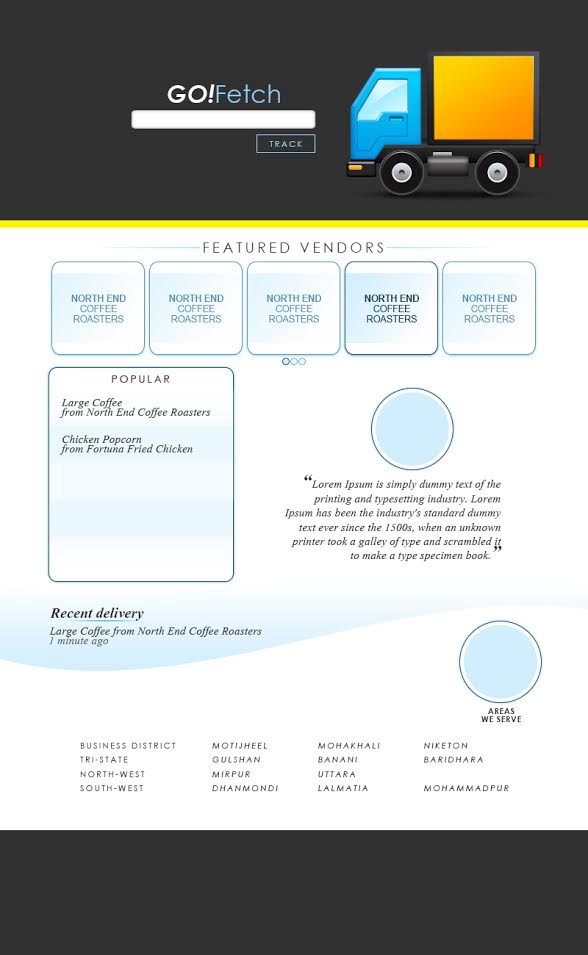 GO!Fetch
TRACK
FEATURED VENDORS
NORTH END
COFFEE
ROASTERS
NORTH END
COFFEE
ROASTERS
NORTH END
COFFEE
ROASTERS
NORTH END
COFFEE
ROASTERS
NORTH END
COFFEE
ROASTERS
POPULAR
Large Coffee
from North End Coffee Roasters
Chicken Popcorn
from Fortuna Fried Chicken
“Lorem Ipsum is simply dummy text of the
printing and typesetting industry. Lorem
Ipsum has been the industry's standard dummy
text ever since the 1500s, when an unknown
printer took a galley of type and scrambled it
to make a type specimen book.”
Recent delivery
Large Coffee from North End Coffee Roasters
1 minute ago
AREAS
WE SERVE
BUSINESS DISTRICT MOTIJHEEL MOHAKHALI NIKETON
TRI-STATE GULSHAN BANANI BARIDHARA
NORTH-WEST MIRPUR UTTARA
SOUTH-WEST DHANMONDI LALMATIA MOHAMMADPUR